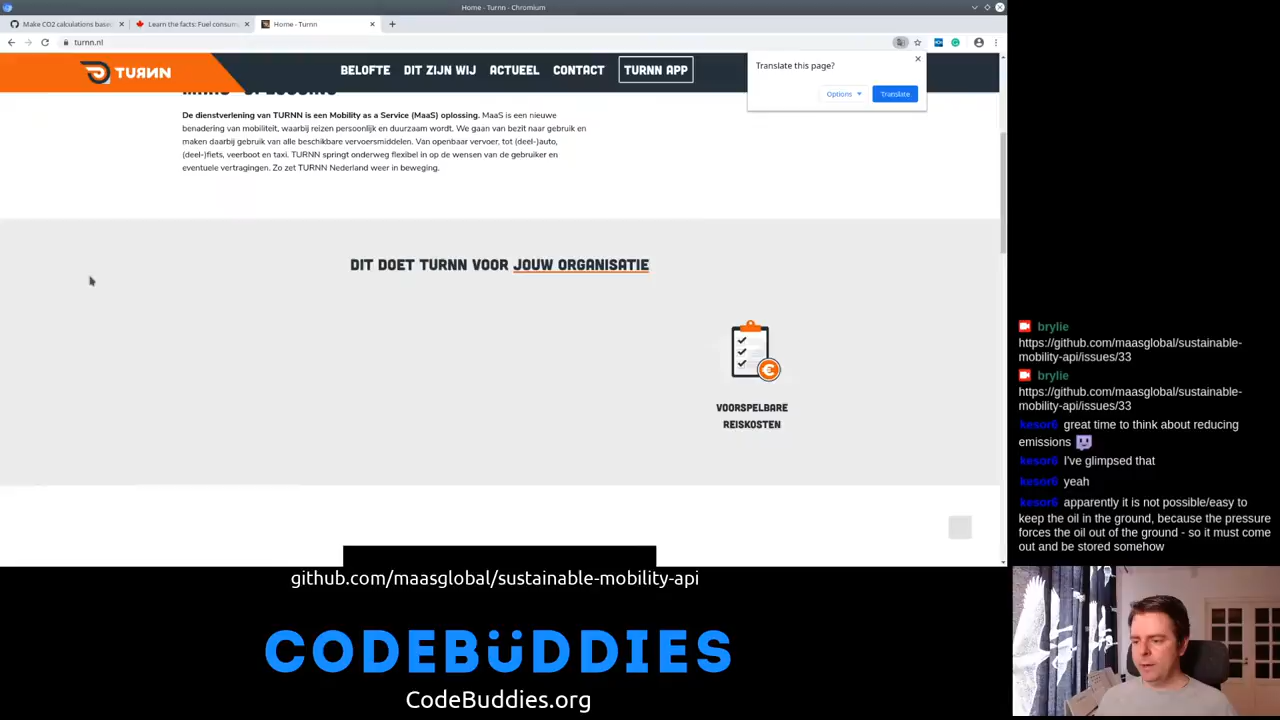 Home - Turnn - Chromium
Make CO2 calculations base
Learn the facts: Fuel consum
Home - Turnn
turnn.nl
TURNN
BELOFTE
DIT ZIJN WIJ
ACTUEEL
CONTACT
TURNN APP
Translate this page?
Options
Translate
De dienstverlening van TURNN is een Mobility as a Service (MaaS) oplossing. MaaS is een nieuwe
benadering van mobiliteit, waarbij reizen persoonlijk en duurzaam wordt. We gaan van bezit naar gebruik en
maken daarbij gebruik van alle beschikbare vervoersmiddelen. Van openbaar vervoer, tot (deel-)auto,
(deel-)fiets, veerboot en taxi. TURNN springt onderweg flexibel in op de wensen van de gebruiker en
eventuele vertragingen. Zo zet TURNN Nederland weer in beweging.
DIT DOET TURNN VOOR JOUW ORGANISATIE
VOORSPELBARE
REISKOSTEN
brylie
https://github.com/maasglobal/sustainable-
mobility-api/issues/33
brylie
https://github.com/maasglobal/sustainable-
mobility-api/issues/33
kesor6 great time to think about reducing
emissions
kesor6 I've glimpsed that
kesor6 yeah
kesor6 apparently it is not possible/easy to
keep the oil in the ground, because the pressure
forces the oil out of the ground - so it must come
out and be stored somehow
github.com/maasglobal/sustainable-mobility-api
CODEBÜDDIES
CodeBuddies.org